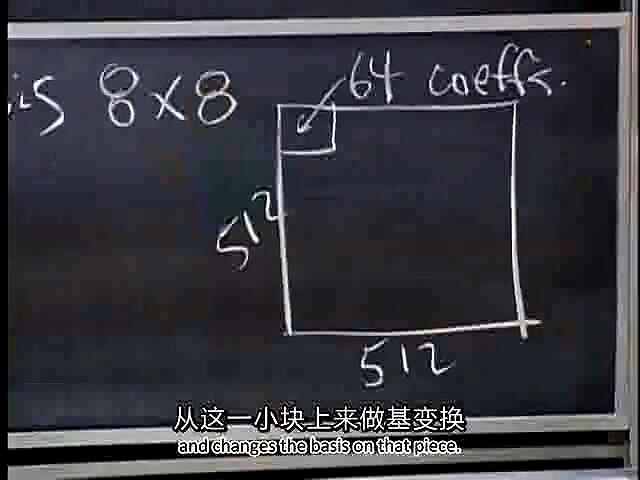 is 8x8
64 coeffs.
512
512
从这一小块上来做基变换
and changes the basis on that piece.